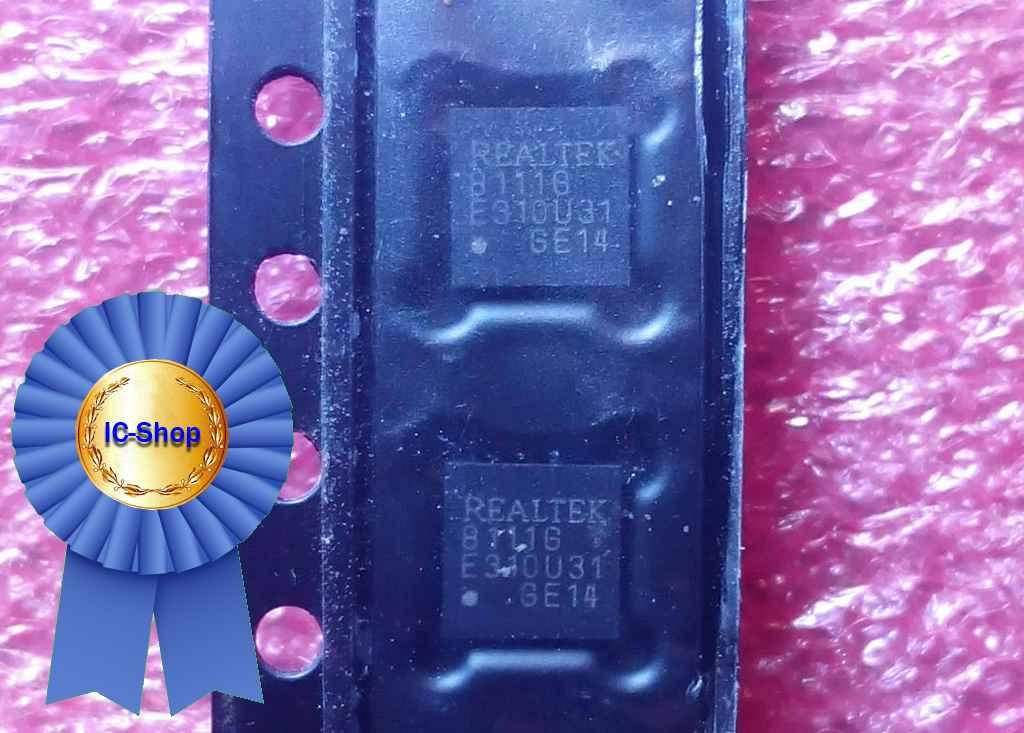 REALTEK
8111G
E310U31
GE14
IC-Shop
REALTEK
8111G
E310U31
GE14